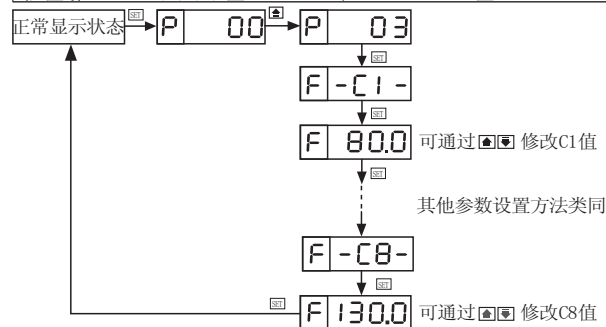 正常显示状态 SET P 00 P 03
SET
F -C1-
SET
F 80.0 可通过 修改C1值
SET
其他参数设置方法类同
F -C8-
SET
SET F 130.0 可通过 修改C8值